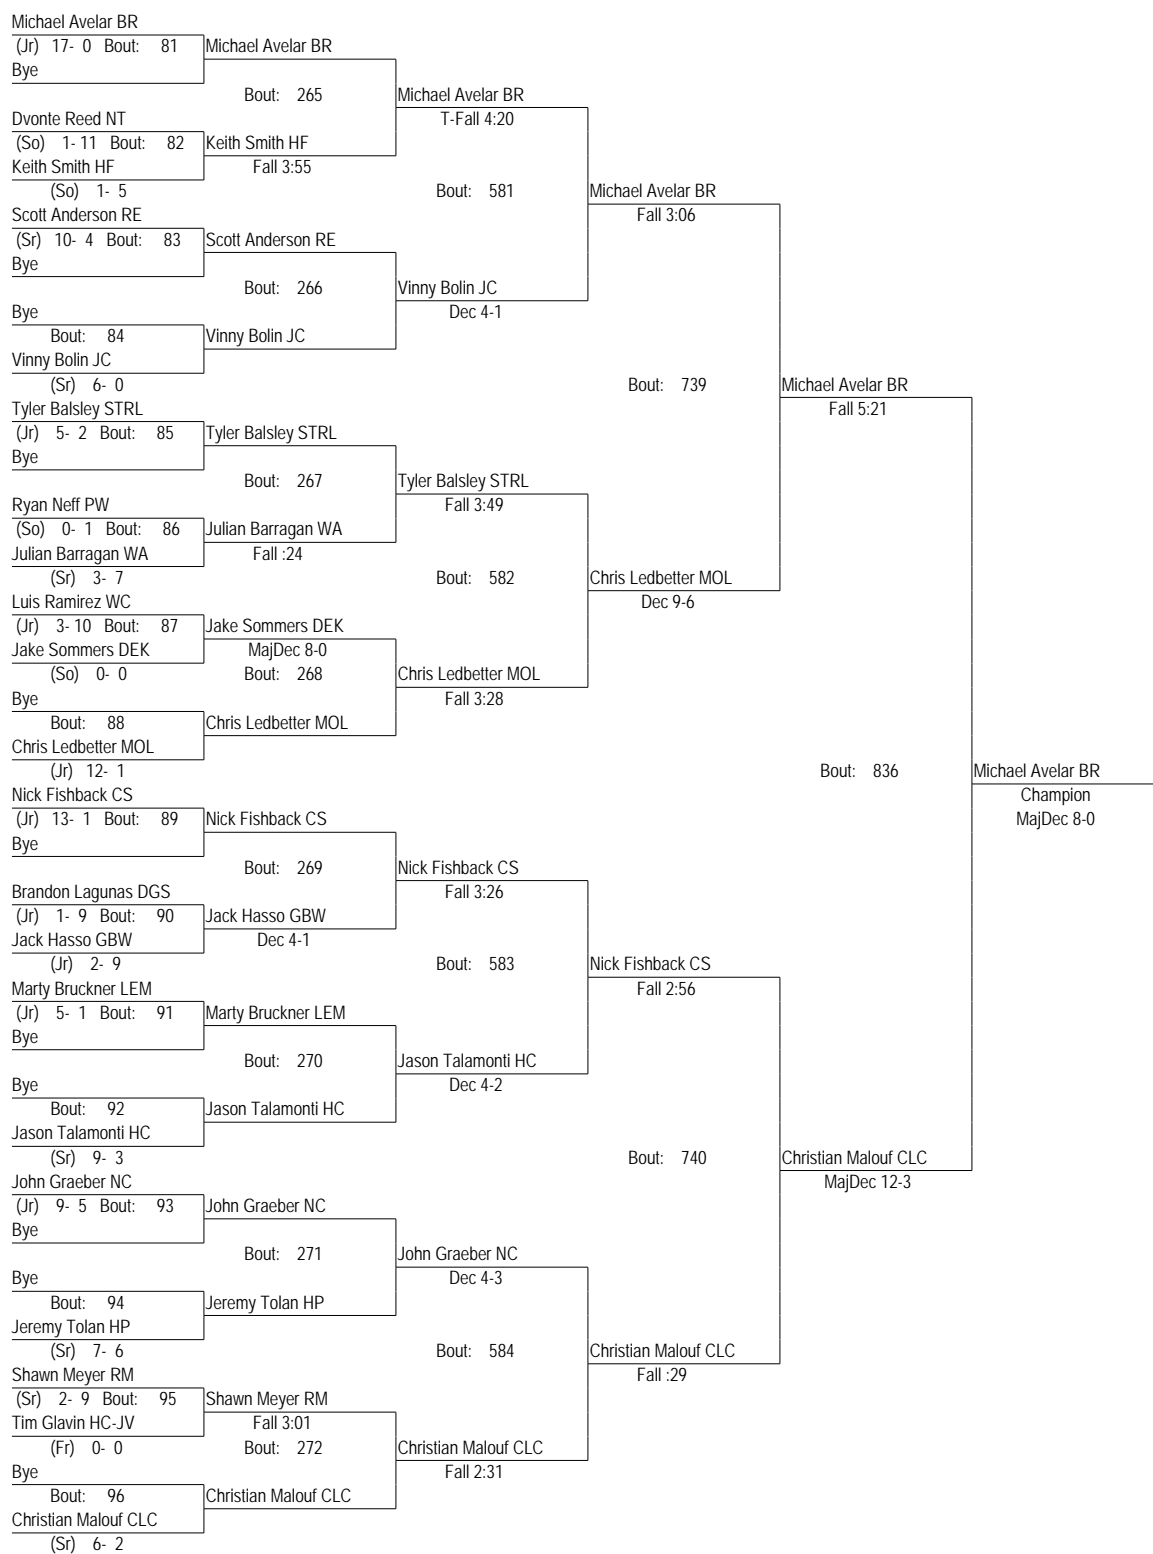 Michael Avelar BR
(Jr) 17- 0 Bout: 81 Michael Avelar BR
Bye
Bout: 265 Michael Avelar BR
Dvonte Reed NT T-Fall 4:20
(So) 1- 11 Bout: 82 Keith Smith HF
Keith Smith HF Fall 3:55
(So) 1- 5 Bout: 581 Michael Avelar BR
Scott Anderson RE Fall 3:06
(Sr) 10- 4 Bout: 83 Scott Anderson RE
Bye
Bout: 266 Vinny Bolin JC
Bye Dec 4-1
Bout: 84 Vinny Bolin JC
Vinny Bolin JC
(Sr) 6- 0 Bout: 739 Michael Avelar BR
Tyler Balsley STRL Fall 5:21
(Jr) 5- 2 Bout: 85 Tyler Balsley STRL
Bye
Bout: 267 Tyler Balsley STRL
Ryan Neff PW Fall 3:49
(So) 0- 1 Bout: 86 Julian Barragan WA
Julian Barragan WA Fall :24
(Sr) 3- 7 Bout: 582 Chris Ledbetter MOL
Luis Ramirez WC Dec 9-6
(Jr) 3- 10 Bout: 87 Jake Sommers DEK
Jake Sommers DEK MajDec 8-0
(So) 0- 0 Bout: 268 Chris Ledbetter MOL
Bye Fall 3:28
Bout: 88 Chris Ledbetter MOL
Chris Ledbetter MOL
(Jr) 12- 1 Bout: 836 Michael Avelar BR
Nick Fishback CS Champion
(Jr) 13- 1 Bout: 89 Nick Fishback CS MajDec 8-0
Bye
Bout: 269 Nick Fishback CS
Brandon Lagunas DGS Fall 3:26
(Jr) 1- 9 Bout: 90 Jack Hasso GBW
Jack Hasso GBW Dec 4-1
(Jr) 2- 9 Bout: 583 Nick Fishback CS
Marty Bruckner LEM Fall 2:56
(Jr) 5- 1 Bout: 91 Marty Bruckner LEM
Bye
Bout: 270 Jason Talamonti HC
Bye Dec 4-2
Bout: 92 Jason Talamonti HC
Jason Talamonti HC
(Sr) 9- 3 Bout: 740 Christian Malouf CLC
John Graeber NC MajDec 12-3
(Jr) 9- 5 Bout: 93 John Graeber NC
Bye
Bout: 271 John Graeber NC
Bye Dec 4-3
Bout: 94 Jeremy Tolan HP
Jeremy Tolan HP
(Sr) 7- 6 Bout: 584 Christian Malouf CLC
Shawn Meyer RM Fall :29
(Sr) 2- 9 Bout: 95 Shawn Meyer RM
Tim Glavin HC-JV Fall 3:01
(Fr) 0- 0 Bout: 272 Christian Malouf CLC
Bye Fall 2:31
Bout: 96 Christian Malouf CLC
Christian Malouf CLC
(Sr) 6- 2